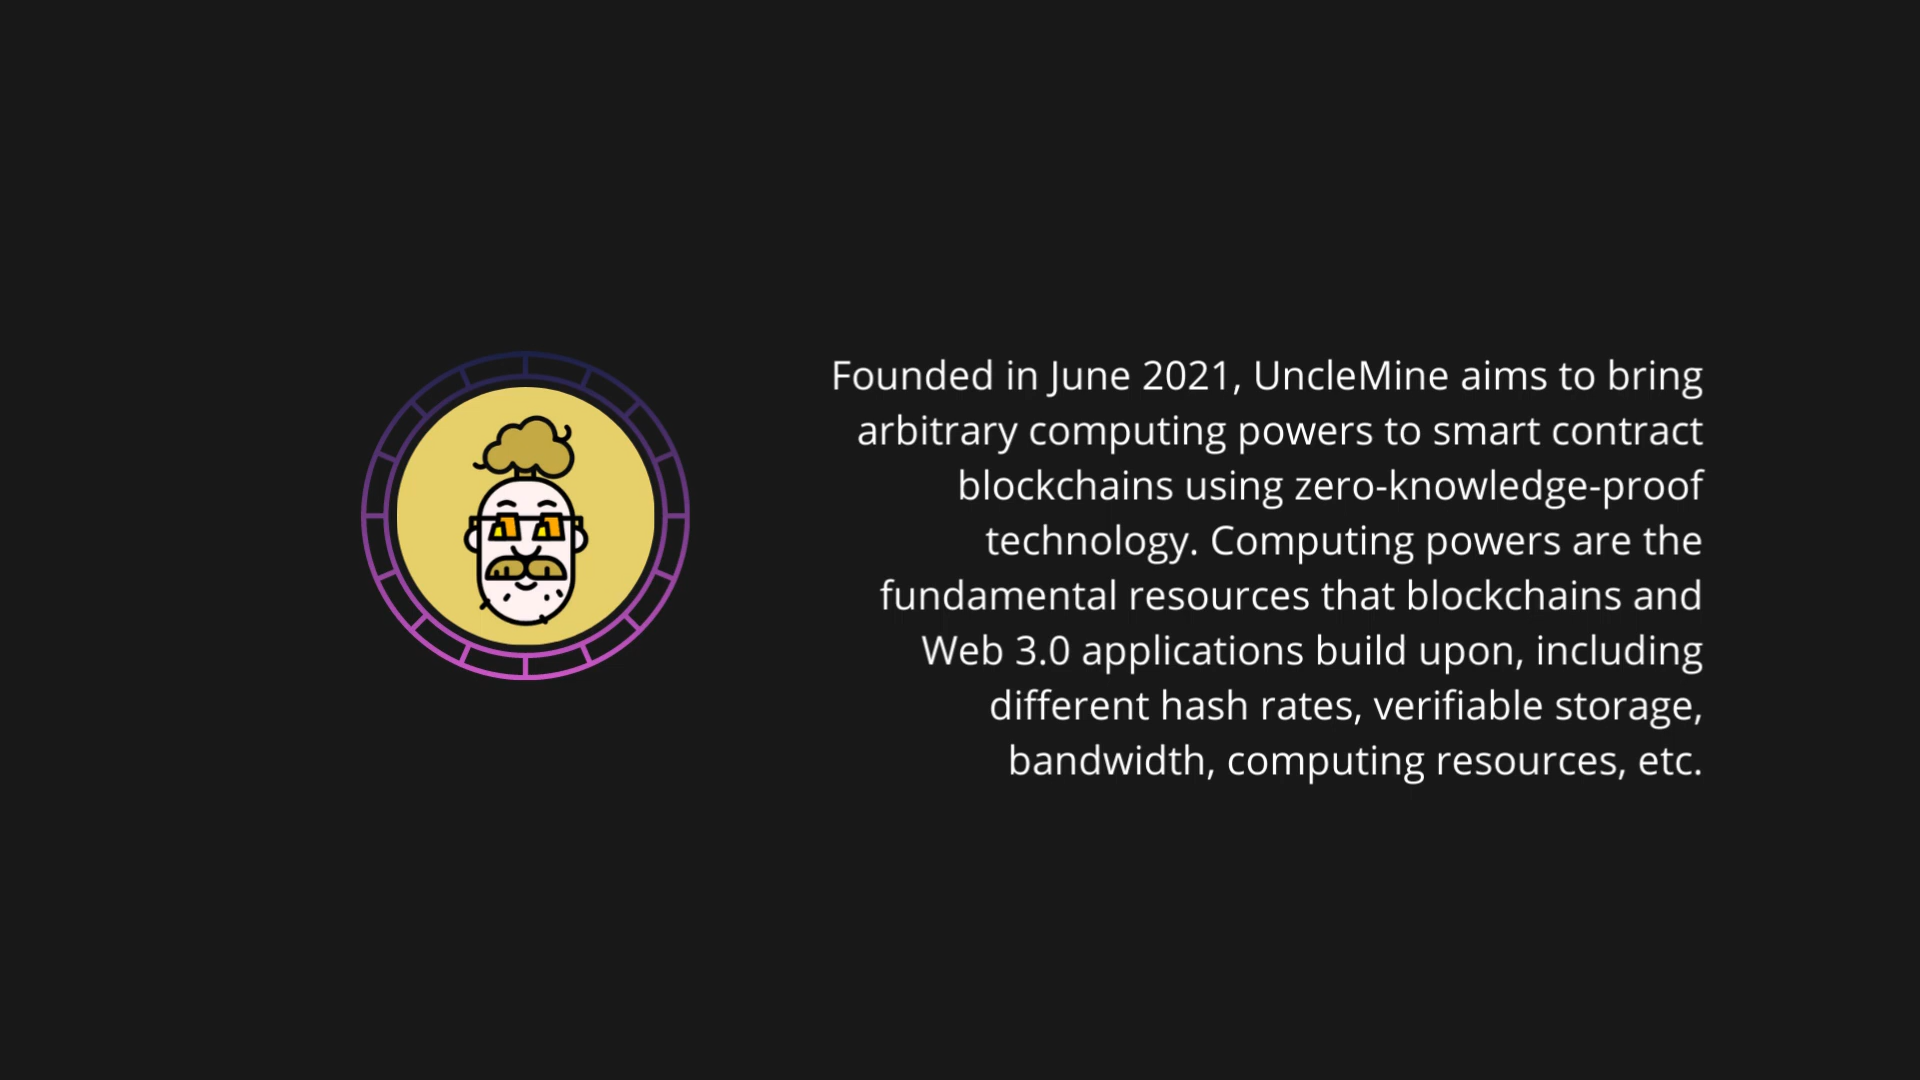 Founded in June 2021, UncleMine aims to bring
arbitrary computing powers to smart contract
blockchains using zero-knowledge-proof
technology. Computing powers are the
fundamental resources that blockchains and
Web 3.0 applications build upon, including
different hash rates, verifiable storage,
bandwidth, computing resources, etc.